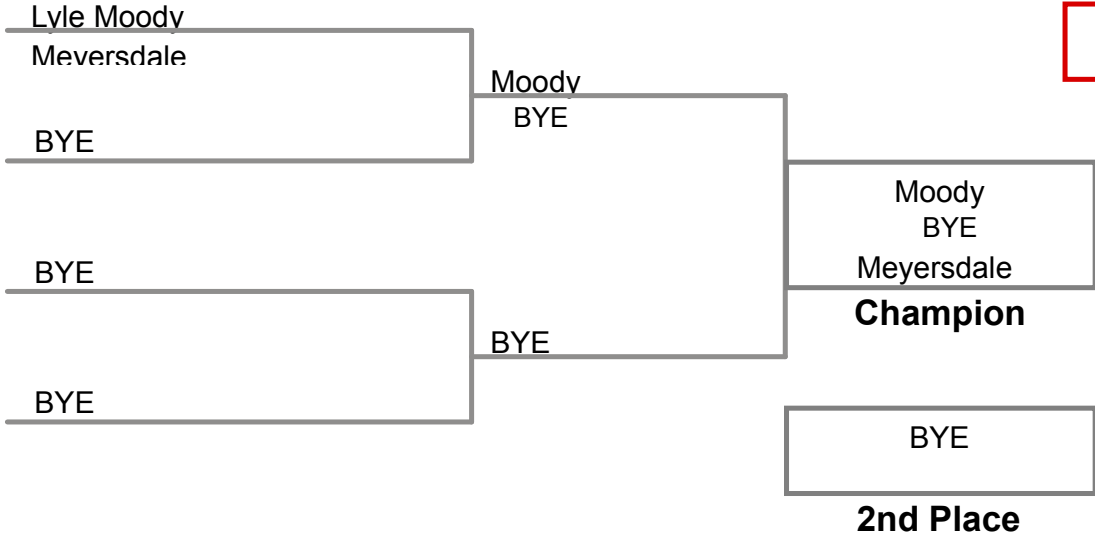 Lyle Moody
Meyersdale
BYE
BYE
BYE
Moody
BYE
BYE
Moody
BYE
Meyersdale
Champion
BYE
2nd Place